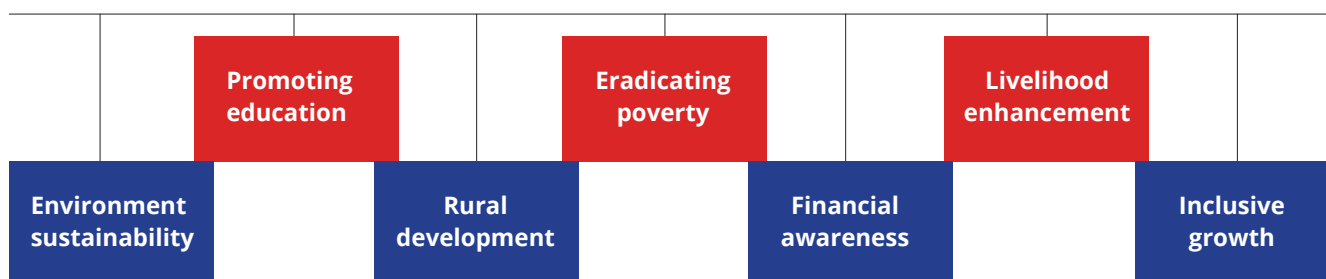 Promoting
education
Eradicating
poverty
Livelihood
enhancement
Environment
sustainability
Rural
development
Financial
awareness
Inclusive
growth